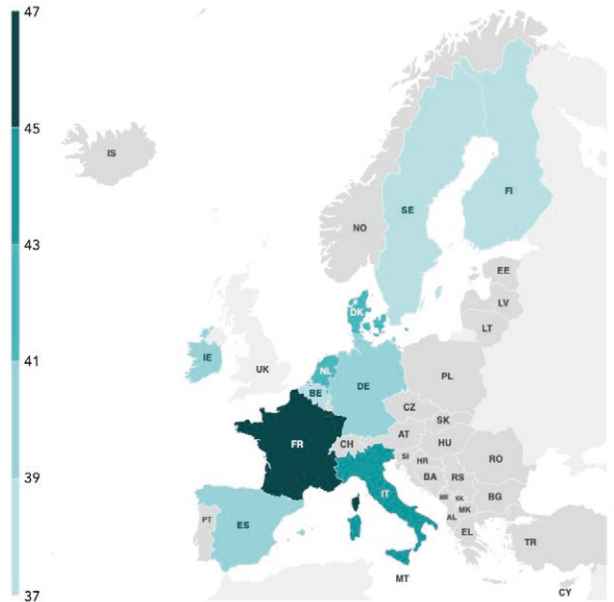 47
45
43
41
39
37
IS
NO
SE
FI
EE
LV
LT
DK
IE
UK
NL
BE
DE
PL
CZ
SK
FR
CH
AT
HU
RO
SI
HR
BA
RS
BG
IT
ME
XK
MK
AL
EL
PT
ES
TR
MT
CY